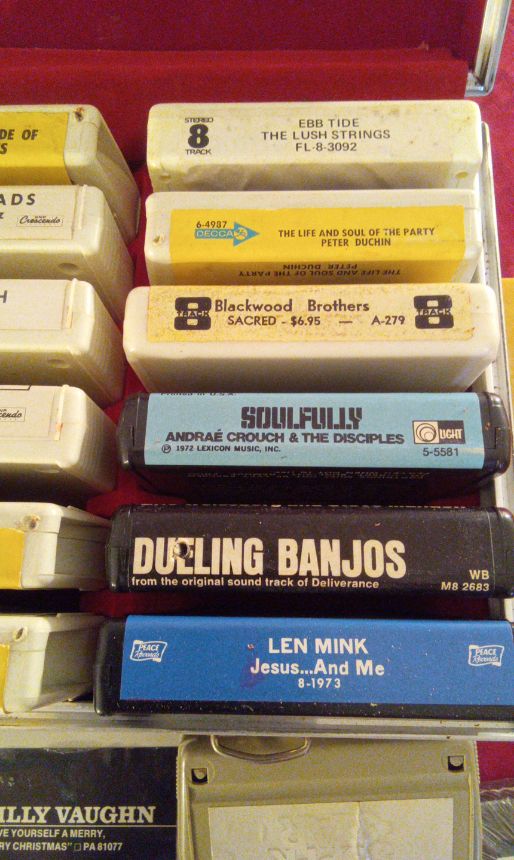 DE OF
S
ADS
GNP
Crescendo
H
Crescendo
STEREO
8
TRACK
EBB TIDE
THE LUSH STRINGS
FL-8-3092
6-4987
DECCA
THE LIFE AND SOUL OF THE PARTY
PETER DUCHIN
THE LIFE AND SOUL OF THE PARTY
PETER DUCHIN
8
TRACK
Blackwood Brothers
SACRED - $6.95 — A-279
8
TRACK
Printed in U.S.A.
SOULFULLY
ANDRAÉ CROUCH & THE DISCIPLES
Ⓟ 1972 LEXICON MUSIC, INC.
LIGHT
5-5581
DUELING BANJOS
from the original sound track of Deliverance
WB
M8 2683
PEACE
Records
LEN MINK
Jesus...And Me
8-1973
PEACE
Records
ILLY VAUGHN
VE YOURSELF A MERRY,
RY CHRISTMAS" □ PA 81077